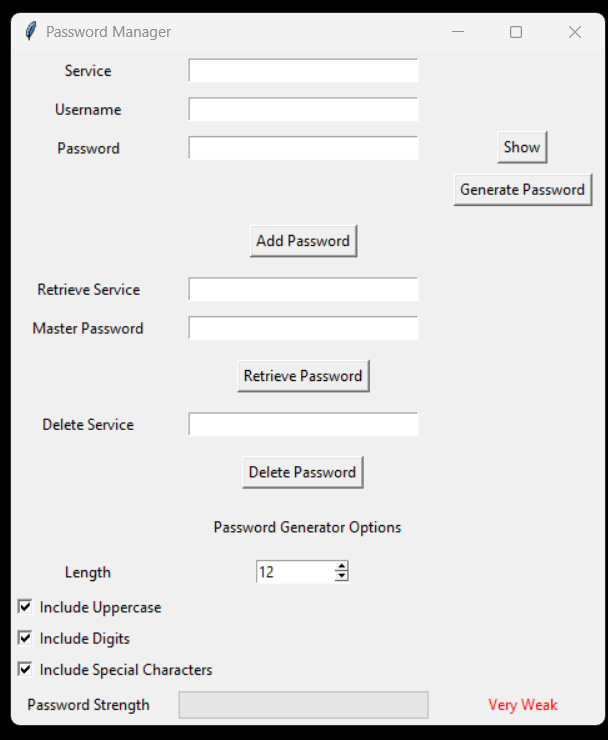 Password Manager
Service
Username
Password Show
Generate Password
Add Password
Retrieve Service
Master Password
Retrieve Password
Delete Service
Delete Password
Password Generator Options
Length 12
Include Uppercase
Include Digits
Include Special Characters
Password Strength Very Weak